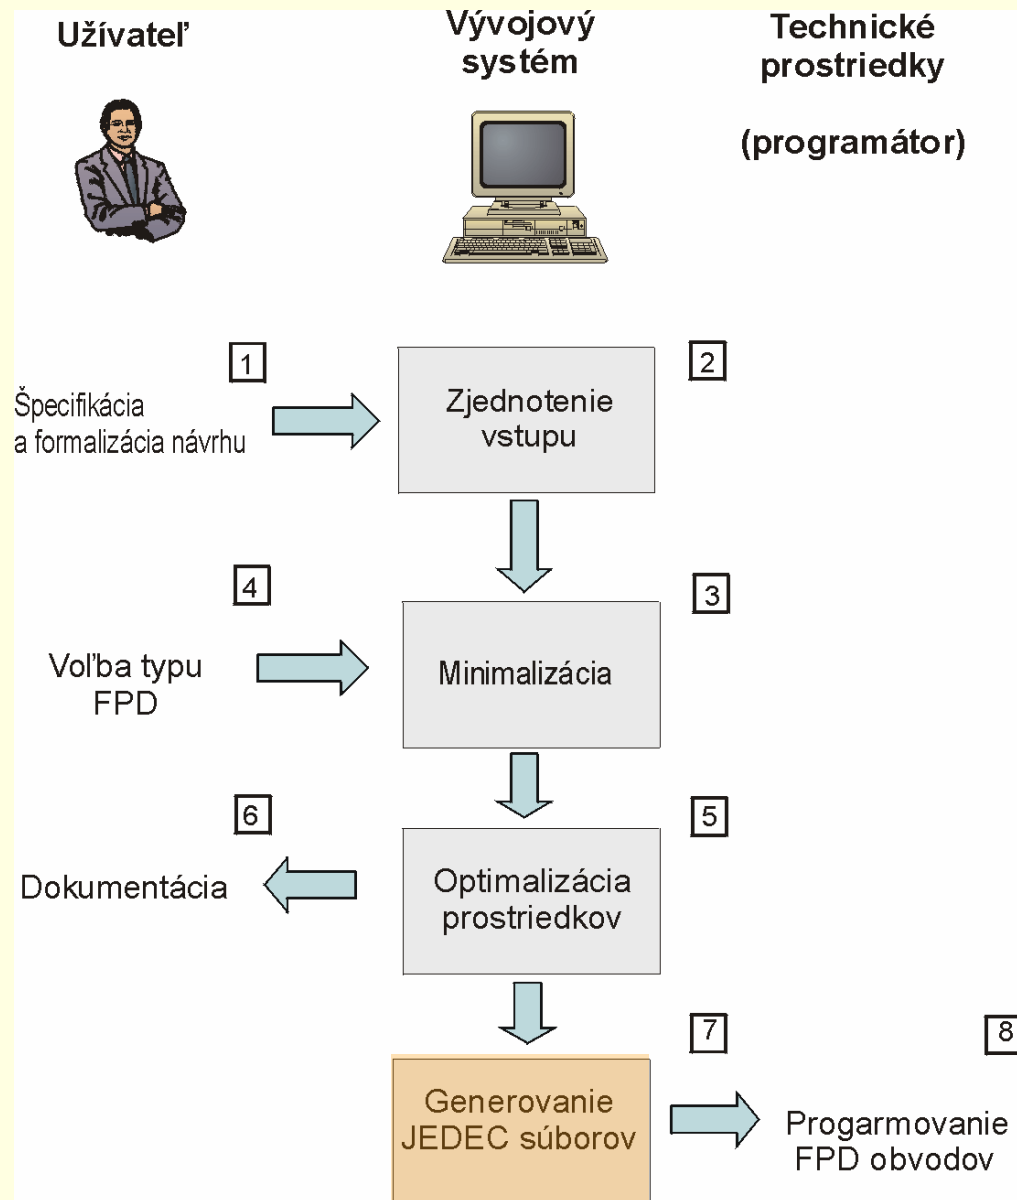 Užívateľ
Vývojový
systém
Technické
prostriedky
(programátor)
1
2
Špecifikácia
a formalizácia návrhu
Zjednotenie
vstupu
4
3
Voľba typu
FPD
Minimalizácia
6
5
Dokumentácia
Optimalizácia
prostriedkov
7
8
Generovanie
JEDEC súborov
Progarmovanie
FPD obvodov